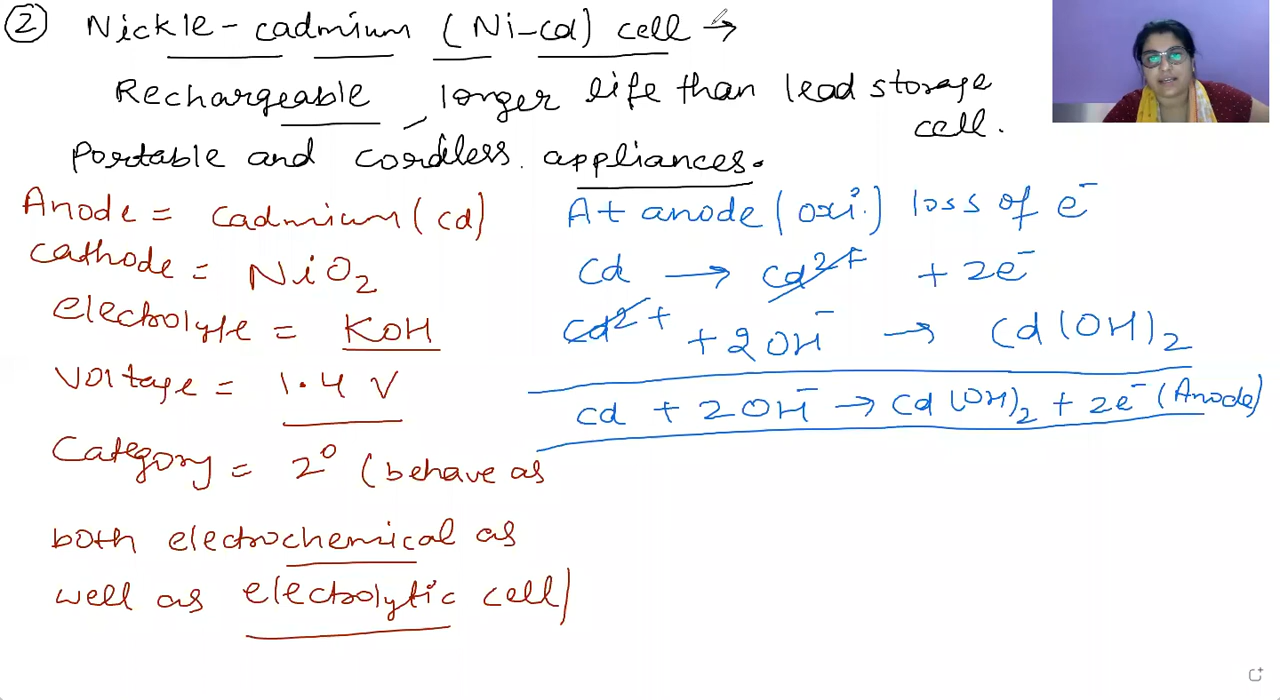 ② Nickle-cadmium (Ni-cd) cell →
Rechargeable, longer life than lead storage
cell.
Portable and cordless appliances.
Anode = cadmium (cd)
cathode = NiO₂
electrolyte = KOH
Voltage = 1.4 V
Category = 2° (behave as
both electrochemical as
well as electrolytic cell)
At anode (oxi.) loss of e⁻
Cd → Cd²⁺ + 2e⁻
Cd²⁺ + 2OH⁻ → Cd(OH)₂
Cd + 2OH⁻ → Cd(OH)₂ + 2e⁻ (Anode)